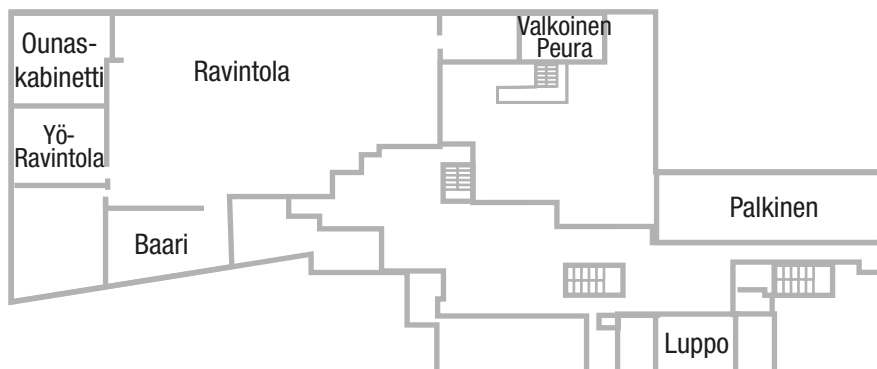 Ounas-
kabinetti
Ravintola
Valkoinen
Peura
Yö-
Ravintola
Baari
Palkinen
Luppo